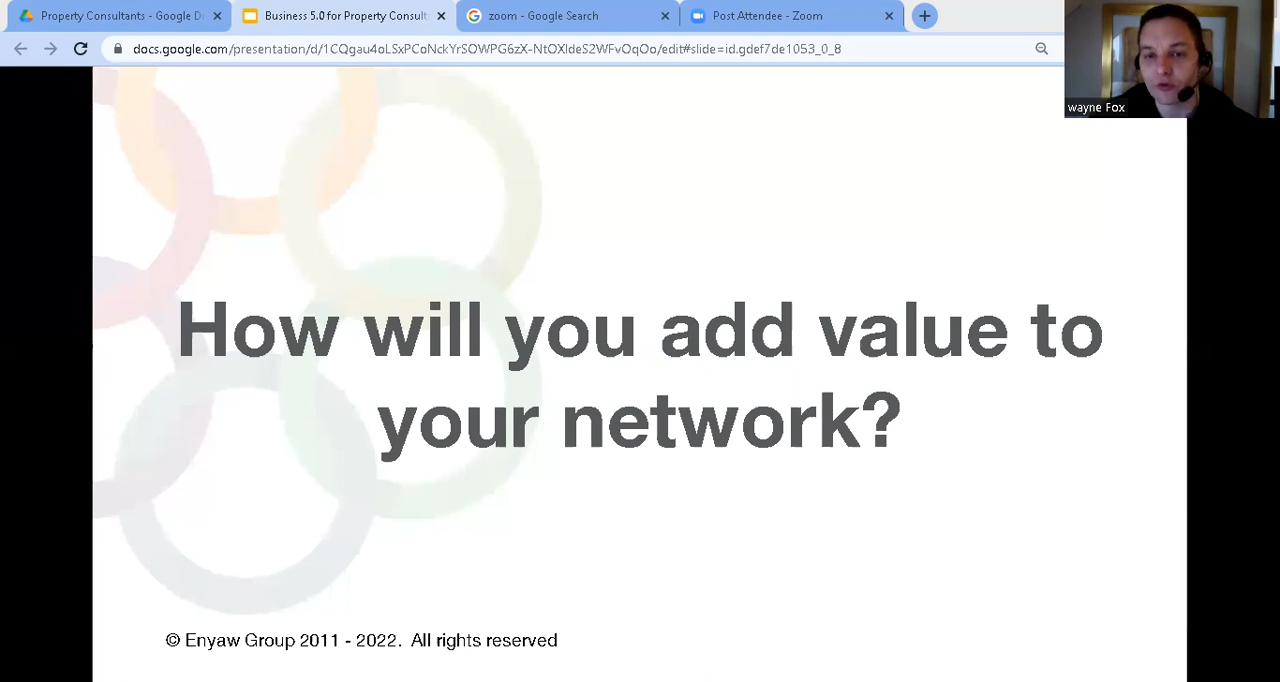 Property Consultants - Google Dr
Business 5.0 for Property Consult
zoom - Google Search
Post Attendee - Zoom
docs.google.com/presentation/d/1CQgau4oLSxPCoNckYrSOWPG6zX-NtOXldeS2WFvOqOo/edit#slide=id.gdef7de1053_0_8
wayne Fox
How will you add value to
your network?
© Enyaw Group 2011 - 2022. All rights reserved